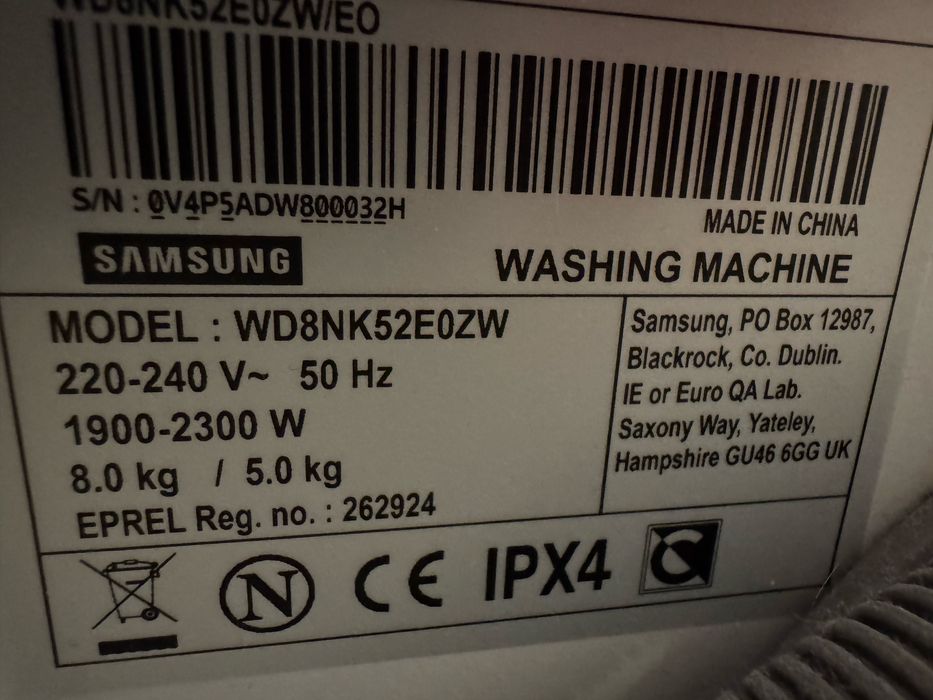 WD8NK52E0ZW/EO
S/N : 0V4P5ADW800032H
MADE IN CHINA
SAMSUNG
WASHING MACHINE
MODEL : WD8NK52E0ZW
220-240 V~ 50 Hz
1900-2300 W
8.0 kg / 5.0 kg
EPREL Reg. no. : 262924
Samsung, PO Box 12987,
Blackrock, Co. Dublin.
IE or Euro QA Lab.
Saxony Way, Yateley,
Hampshire GU46 6GG UK
N
CE
IPX4